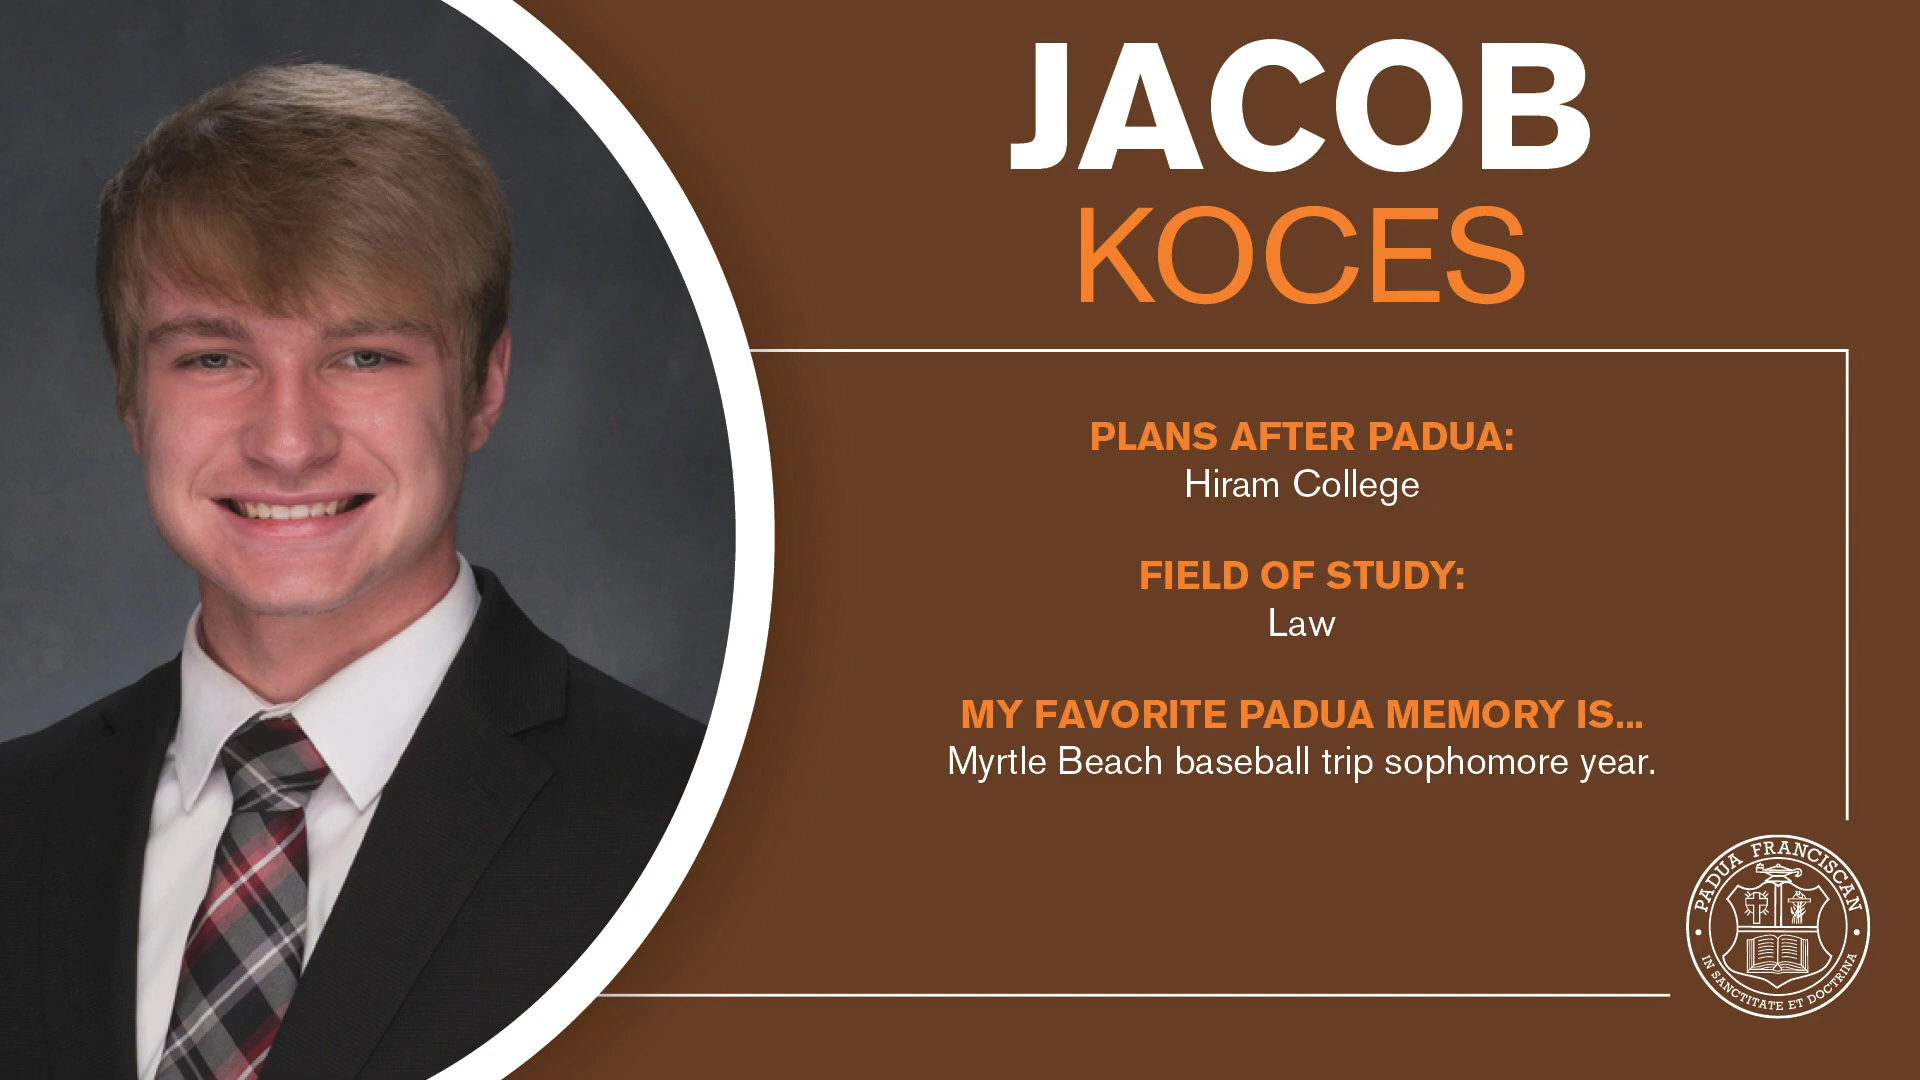 JACOB
KOCES
PLANS AFTER PADUA:
Hiram College
FIELD OF STUDY:
Law
MY FAVORITE PADUA MEMORY IS...
Myrtle Beach baseball trip sophomore year.
PADUA FRANCISCAN
IN SANCTITATE ET DOCTRINA